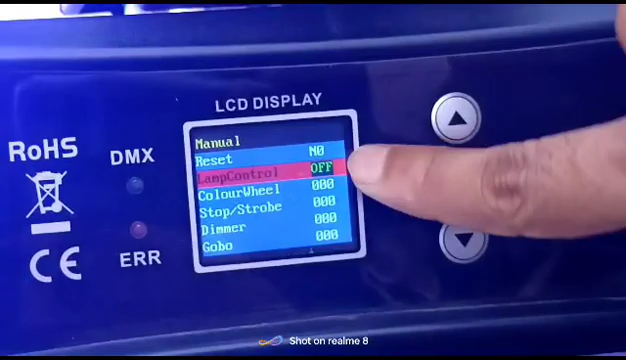 LCD DISPLAY
RoHS
DMX
ERR
CE
Manual
Reset NO
LampControl OFF
ColourWheel 000
Stop/Strobe 000
Dimmer 000
Gobo 000
Shot on realme 8